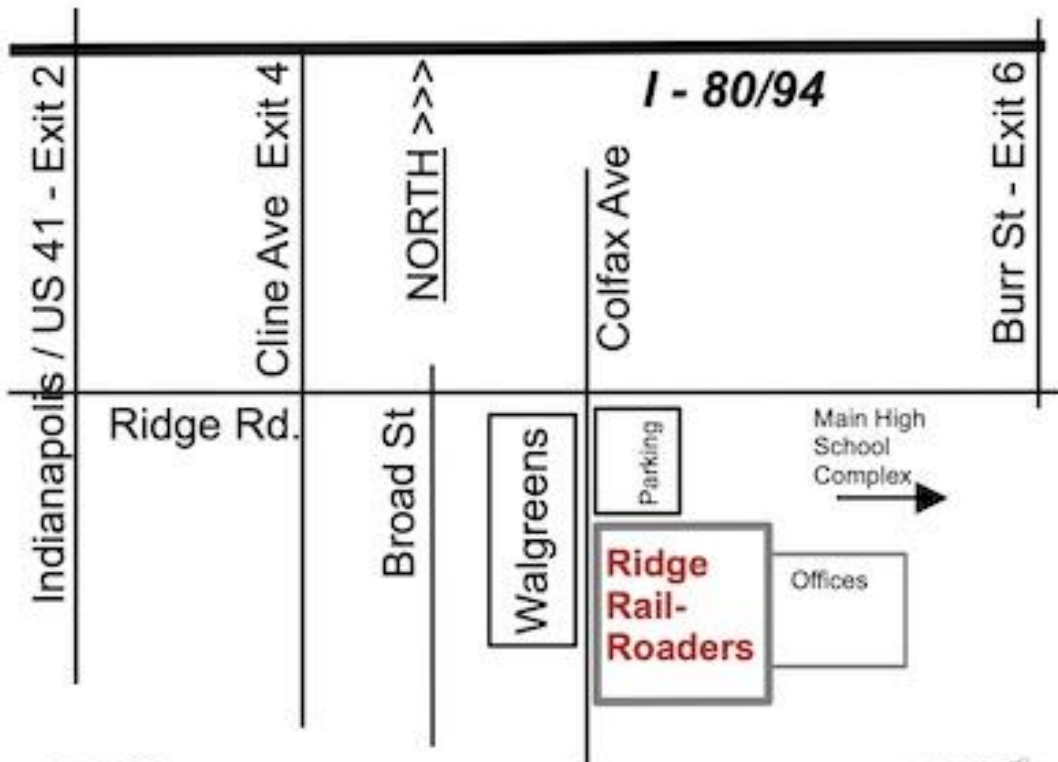 I - 80/94
Indianapolis / US 41 - Exit 2
Cline Ave Exit 4
NORTH >>>
Colfax Ave
Burr St - Exit 6
Ridge Rd.
Broad St
Walgreens
Parking
Main High
School
Complex
Ridge
Rail-
Roaders
Offices